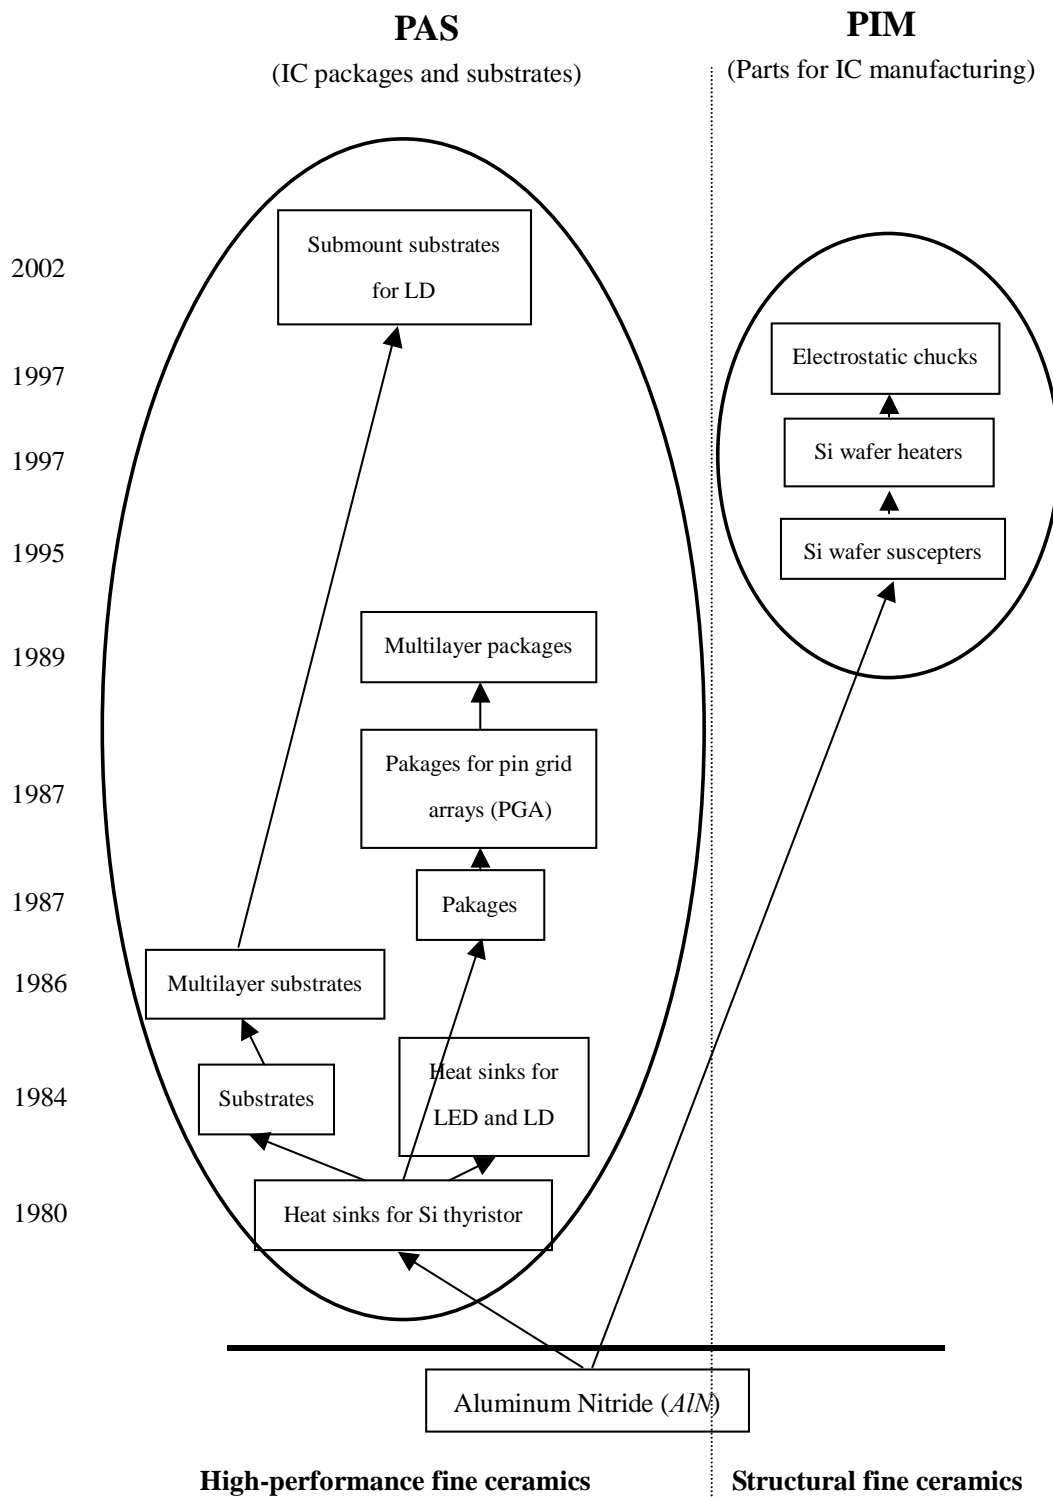 PAS
(IC packages and substrates)
PIM
(Parts for IC manufacturing)
2002
Submount substrates
for LD
1997
Electrostatic chucks
1997
Si wafer heaters
1995
Si wafer suscepters
1989
Multilayer packages
1987
Pakages for pin grid
arrays (PGA)
1987
Pakages
1986
Multilayer substrates
1984
Substrates
Heat sinks for
LED and LD
1980
Heat sinks for Si thyristor
Aluminum Nitride (AlN)
High-performance fine ceramics
Structural fine ceramics